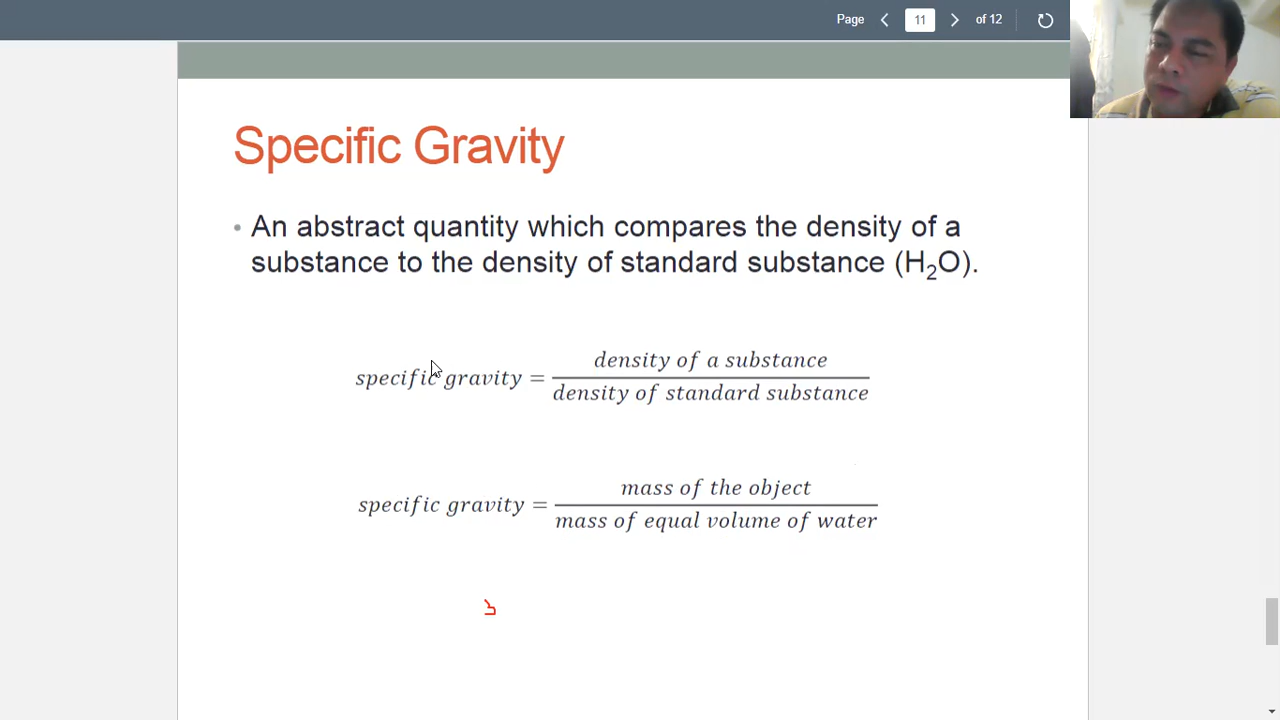 Page 11 of 12
Specific Gravity
• An abstract quantity which compares the density of a
substance to the density of standard substance (H₂O).
specific gravity = density of a substance
density of standard substance
specific gravity = mass of the object
mass of equal volume of water